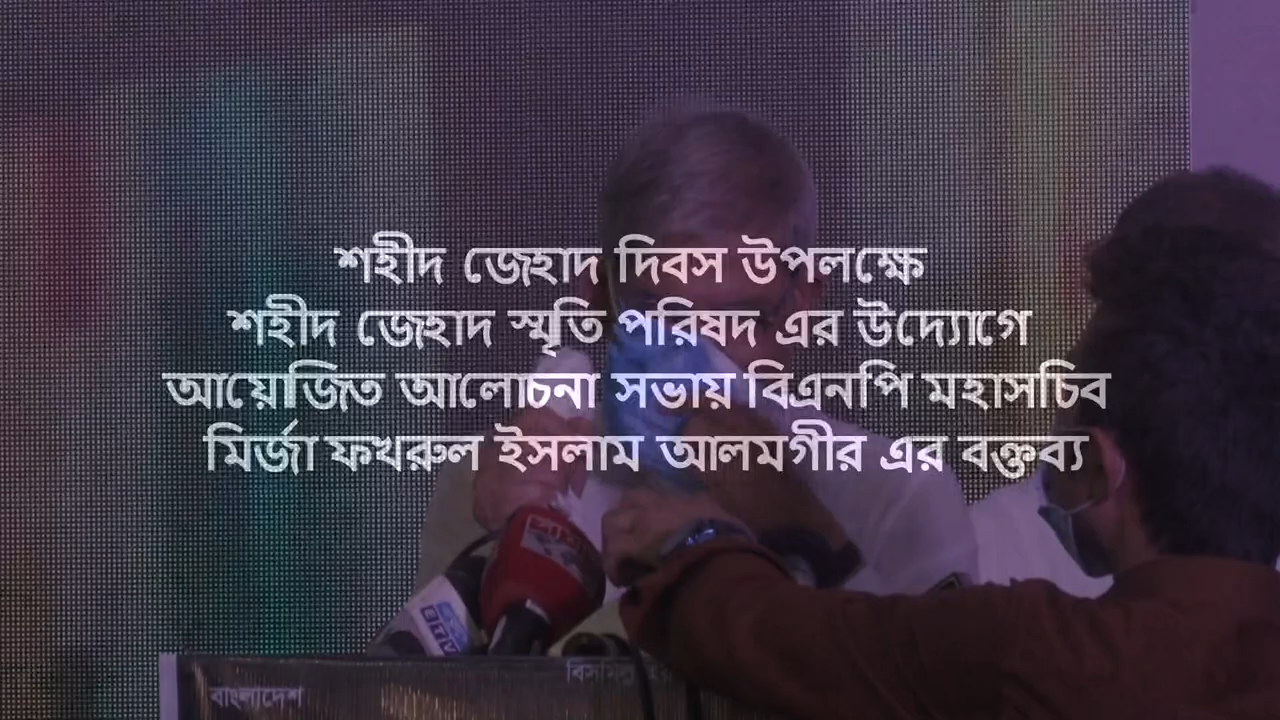 শহীদ জেহাদ দিবস উপলক্ষে
শহীদ জেহাদ স্মৃতি পরিষদ এর উদ্যোগে
আয়োজিত আলোচনা সভায় বিএনপি মহাসচিব
মির্জা ফখরুল ইসলাম আলমগীর এর বক্তব্য
etv
বাংলাদেশ